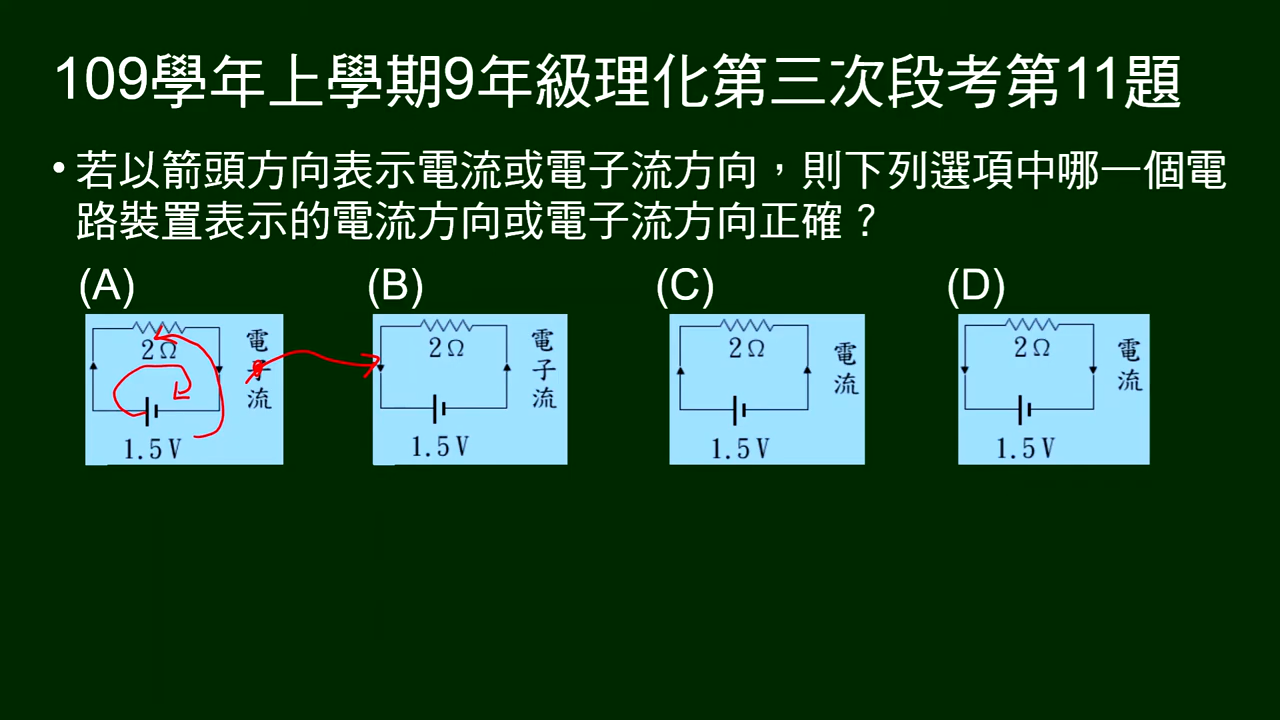 109學年上學期9年級理化第三次段考第11題
•若以箭頭方向表示電流或電子流方向,則下列選項中哪一個電
路裝置表示的電流方向或電子流方向正確?
(A)
2Ω
電子流
1.5V
(B)
2Ω
電子流
1.5V
(C)
2Ω
電流
1.5V
(D)
2Ω
電流
1.5V